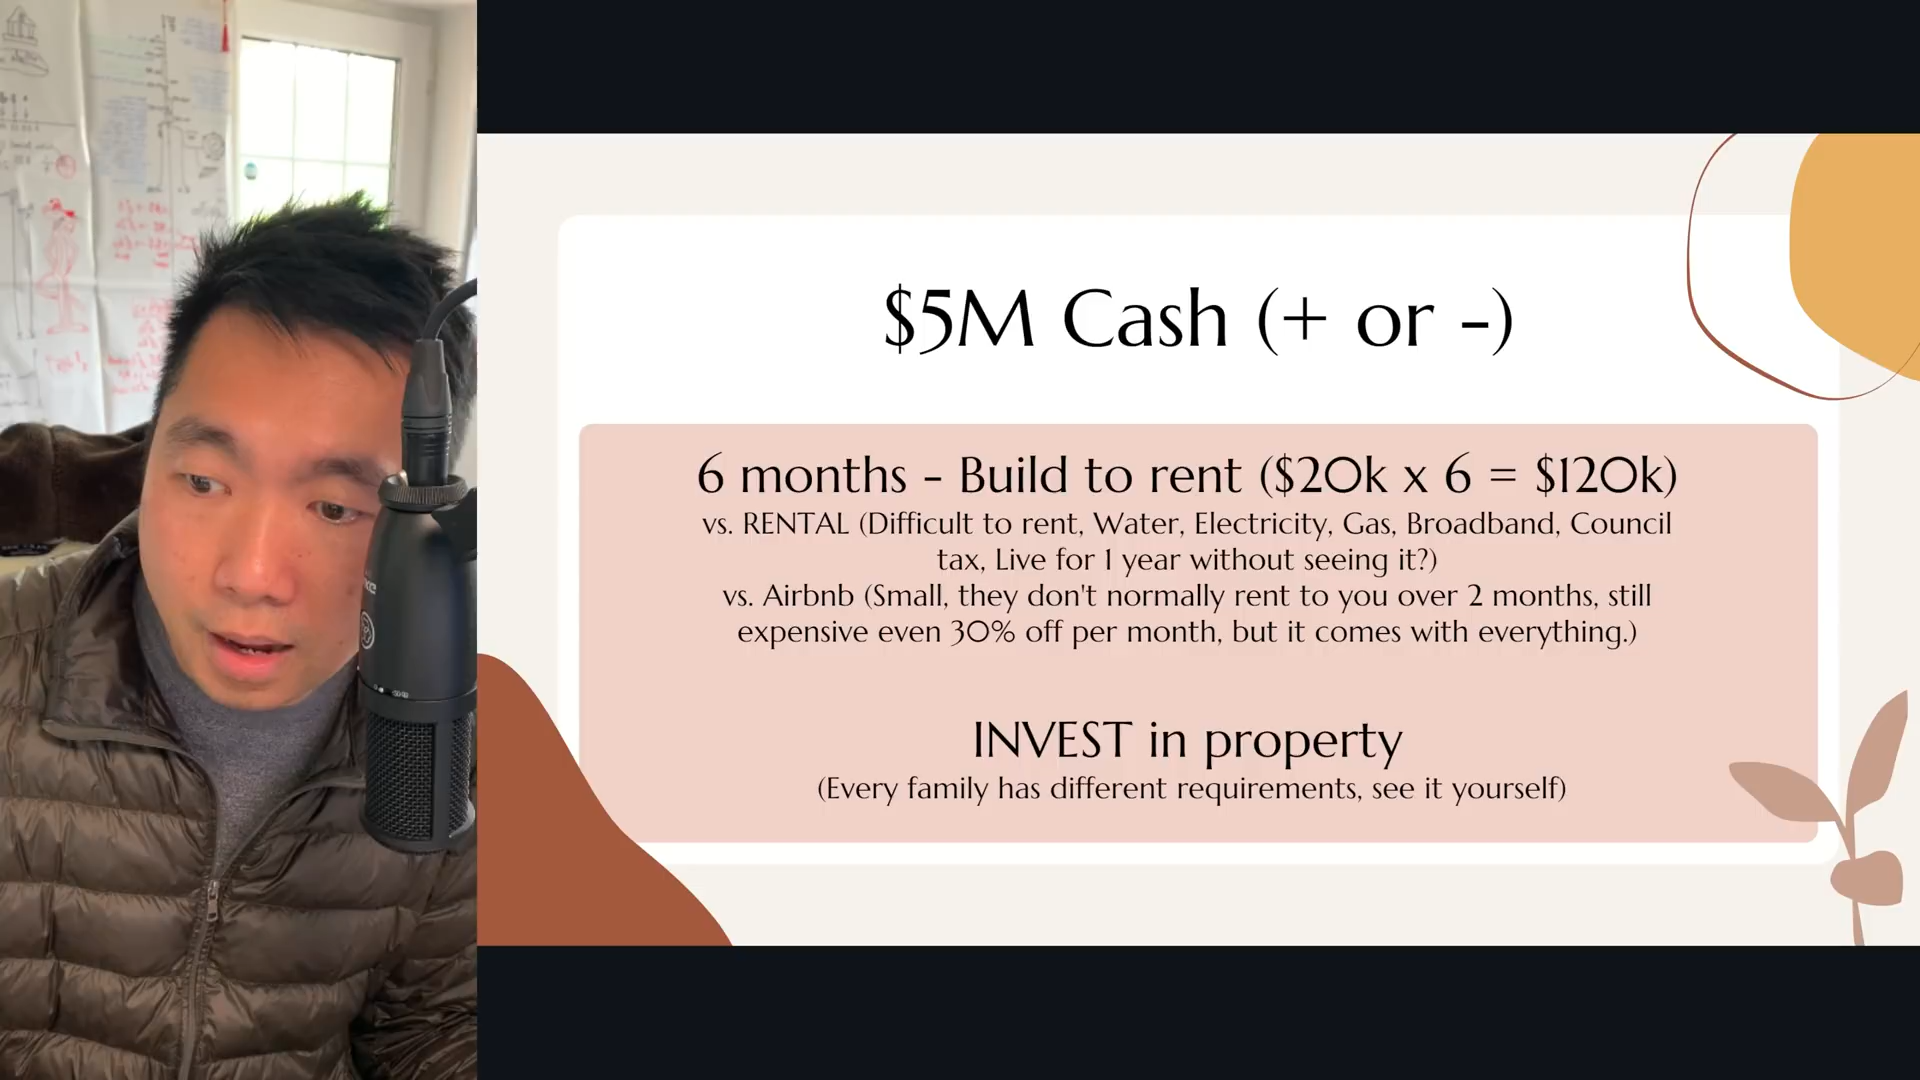 $5M Cash (+ or -)
6 months - Build to rent ($20k x 6 = $120k)
vs. RENTAL (Difficult to rent, Water, Electricity, Gas, Broadband, Council
tax, Live for 1 year without seeing it?)
vs. Airbnb (Small, they don't normally rent to you over 2 months, still
expensive even 30% off per month, but it comes with everything.)
INVEST in property
(Every family has different requirements, see it yourself)